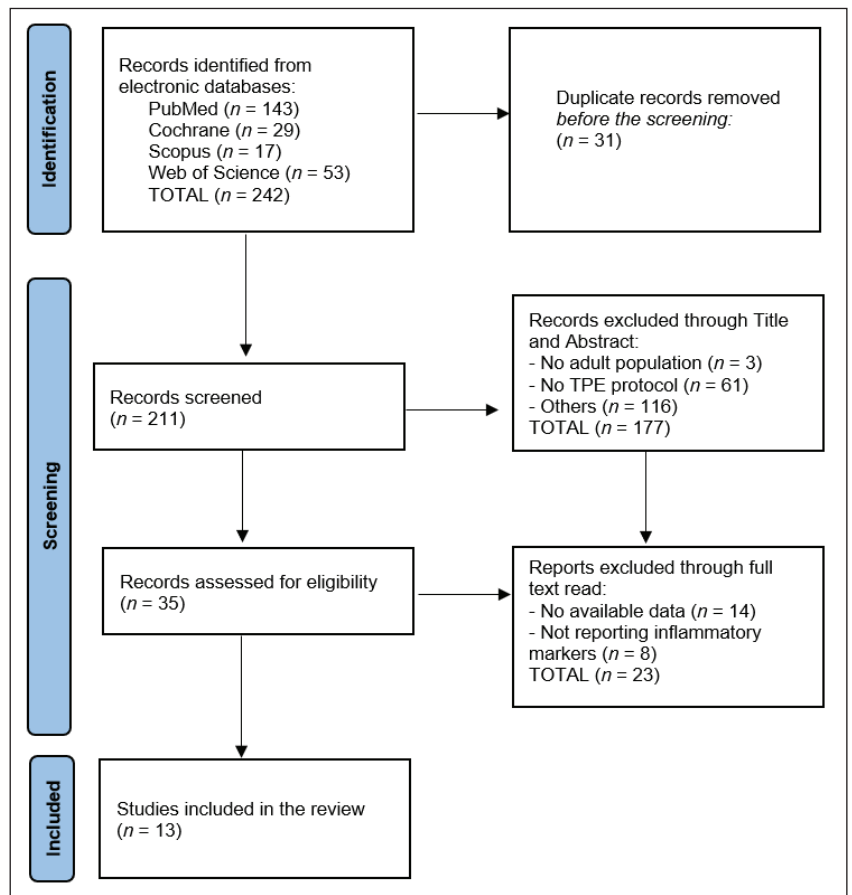 Identification
Records identified from
electronic databases:
PubMed (n = 143)
Cochrane (n = 29)
Scopus (n = 17)
Web of Science (n = 53)
TOTAL (n = 242)
Duplicate records removed
before the screening:
(n = 31)
Screening
Records screened
(n = 211)
Records excluded through Title
and Abstract:
- No adult population (n = 3)
- No TPE protocol (n = 61)
- Others (n = 116)
TOTAL (n = 177)
Records assessed for eligibility
(n = 35)
Reports excluded through full
text read:
- No available data (n = 14)
- Not reporting inflammatory
markers (n = 8)
TOTAL (n = 23)
Included
Studies included in the review
(n = 13)